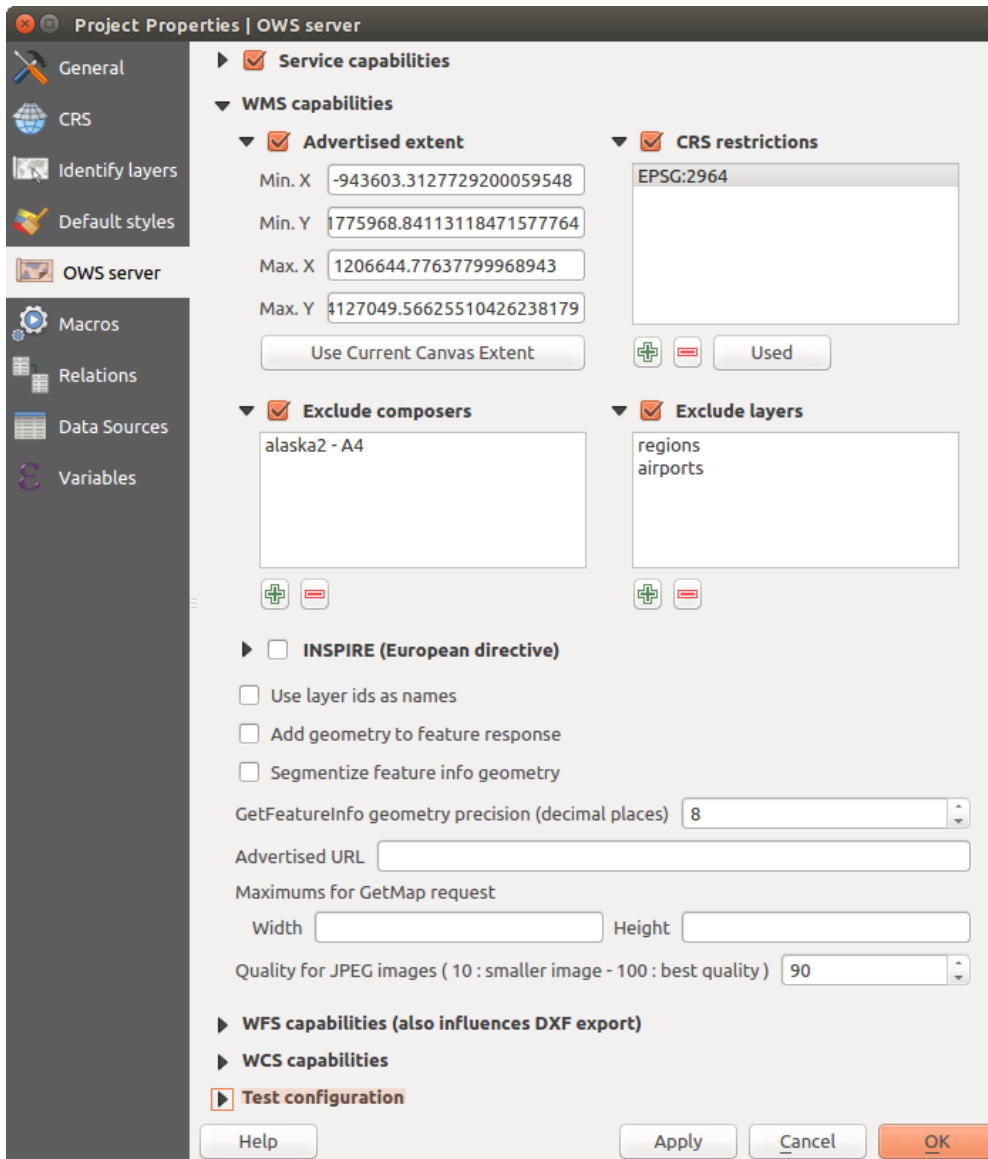 Project Properties | OWS server
General
CRS
Identify layers
Default styles
OWS server
Macros
Relations
Data Sources
Variables
Service capabilities
WMS capabilities
Advertised extent
Min. X -943603.3127729200059548
Min. Y 1775968.84113118471577764
Max. X 1206644.77637799968943
Max. Y 4127049.56625510426238179
Use Current Canvas Extent
CRS restrictions
EPSG:2964
Used
Exclude composers
alaska2 - A4
Exclude layers
regions
airports
INSPIRE (European directive)
Use layer ids as names
Add geometry to feature response
Segmentize feature info geometry
GetFeatureInfo geometry precision (decimal places) 8
Advertised URL
Maximums for GetMap request
Width Height
Quality for JPEG images ( 10 : smaller image - 100 : best quality ) 90
WFS capabilities (also influences DXF export)
WCS capabilities
Test configuration
Help Apply Cancel OK